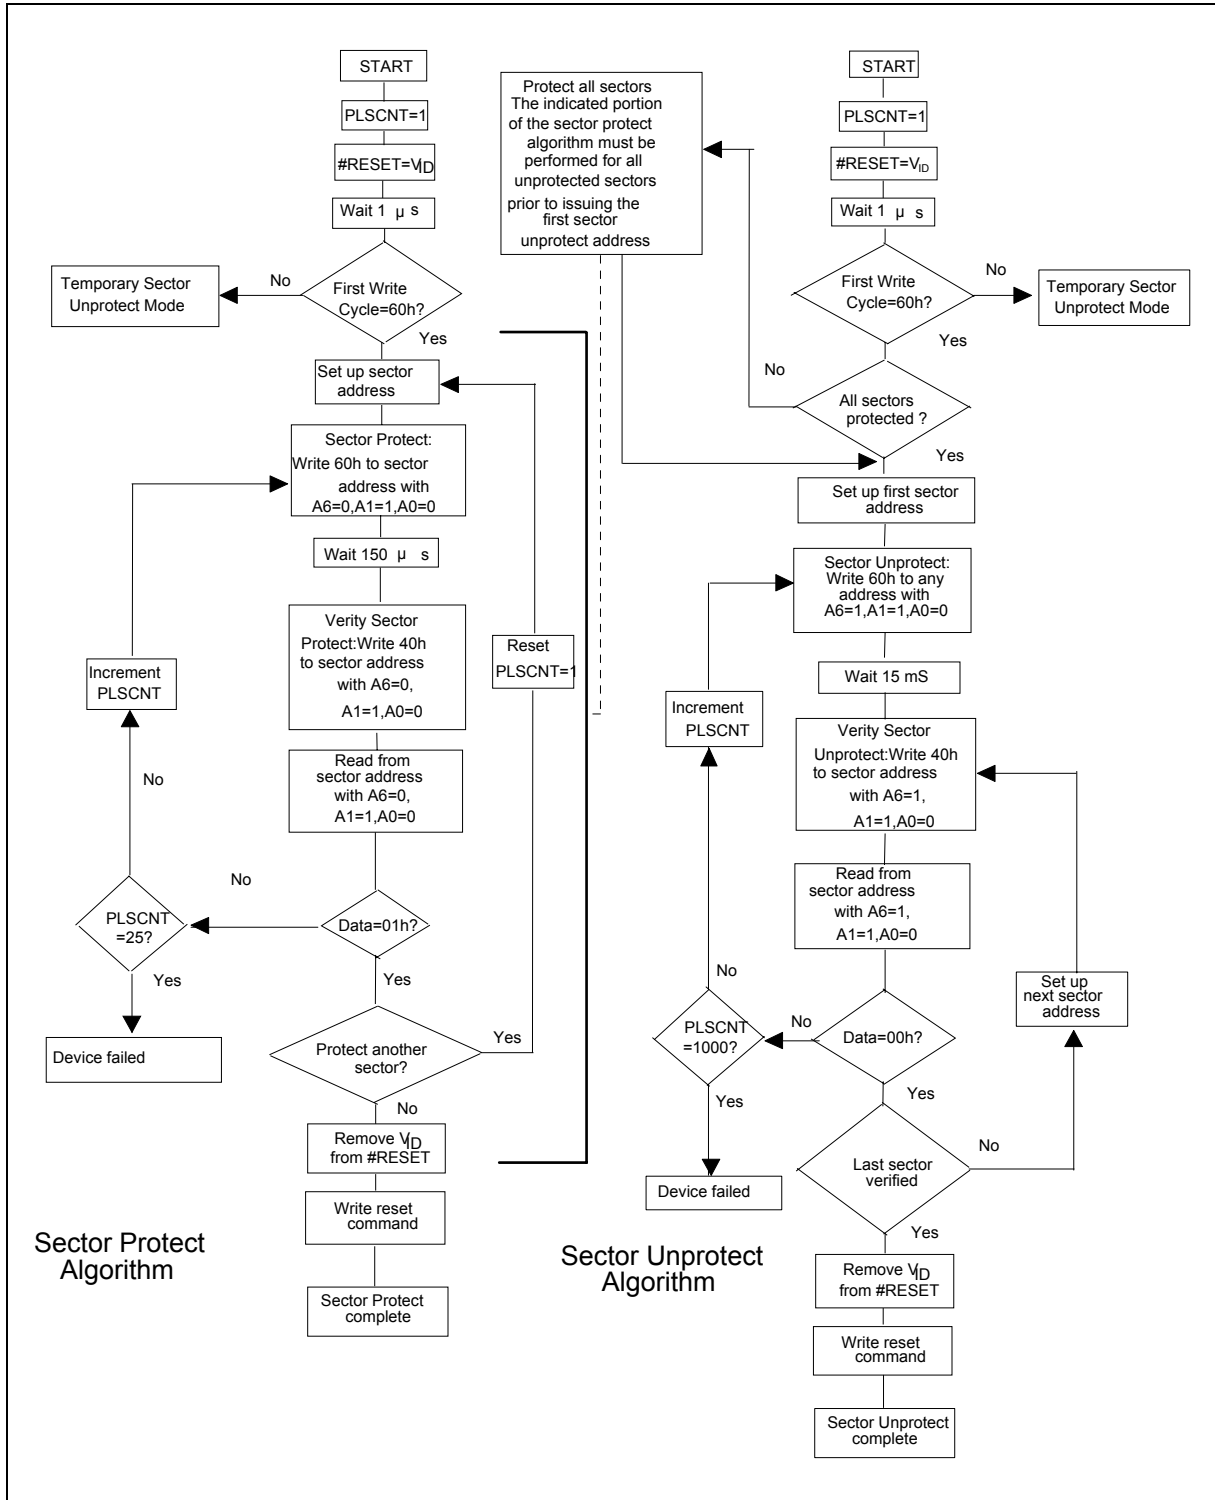 START
PLSCNT=1
#RESET=VID
Wait 1 µ s
First Write
Cycle=60h?
No
Temporary Sector
Unprotect Mode
Yes
Set up sector
address
Sector Protect:
Write 60h to sector
address with
A6=0,A1=1,A0=0
Wait 150 µ s
Verity Sector
Protect:Write 40h
to sector address
with A6=0,
A1=1,A0=0
Reset
PLSCNT=1
Increment
PLSCNT
Read from
sector address
with A6=0,
A1=1,A0=0
No
No
PLSCNT
=25?
Data=01h?
Yes
Yes
Device failed
Protect another
sector?
Yes
No
Remove VID
from #RESET
Write reset
command
Sector Protect
complete
Sector Protect
Algorithm
Protect all sectors
The indicated portion
of the sector protect
algorithm must be
performed for all
unprotected sectors
prior to issuing the
first sector
unprotect address
START
PLSCNT=1
#RESET=VID
Wait 1 µ s
First Write
Cycle=60h?
No
Temporary Sector
Unprotect Mode
Yes
No
All sectors
protected ?
Yes
Set up first sector
address
Sector Unprotect:
Write 60h to any
address with
A6=1,A1=1,A0=0
Wait 15 mS
Increment
PLSCNT
Verity Sector
Unprotect:Write 40h
to sector address
with A6=1,
A1=1,A0=0
Read from
sector address
with A6=1,
A1=1,A0=0
No
Set up
next sector
address
PLSCNT
=1000?
No
Data=00h?
Yes
Yes
Last sector
verified
No
Device failed
Yes
Remove VID
from #RESET
Write reset
command
Sector Unprotect
complete
Sector Unprotect
Algorithm